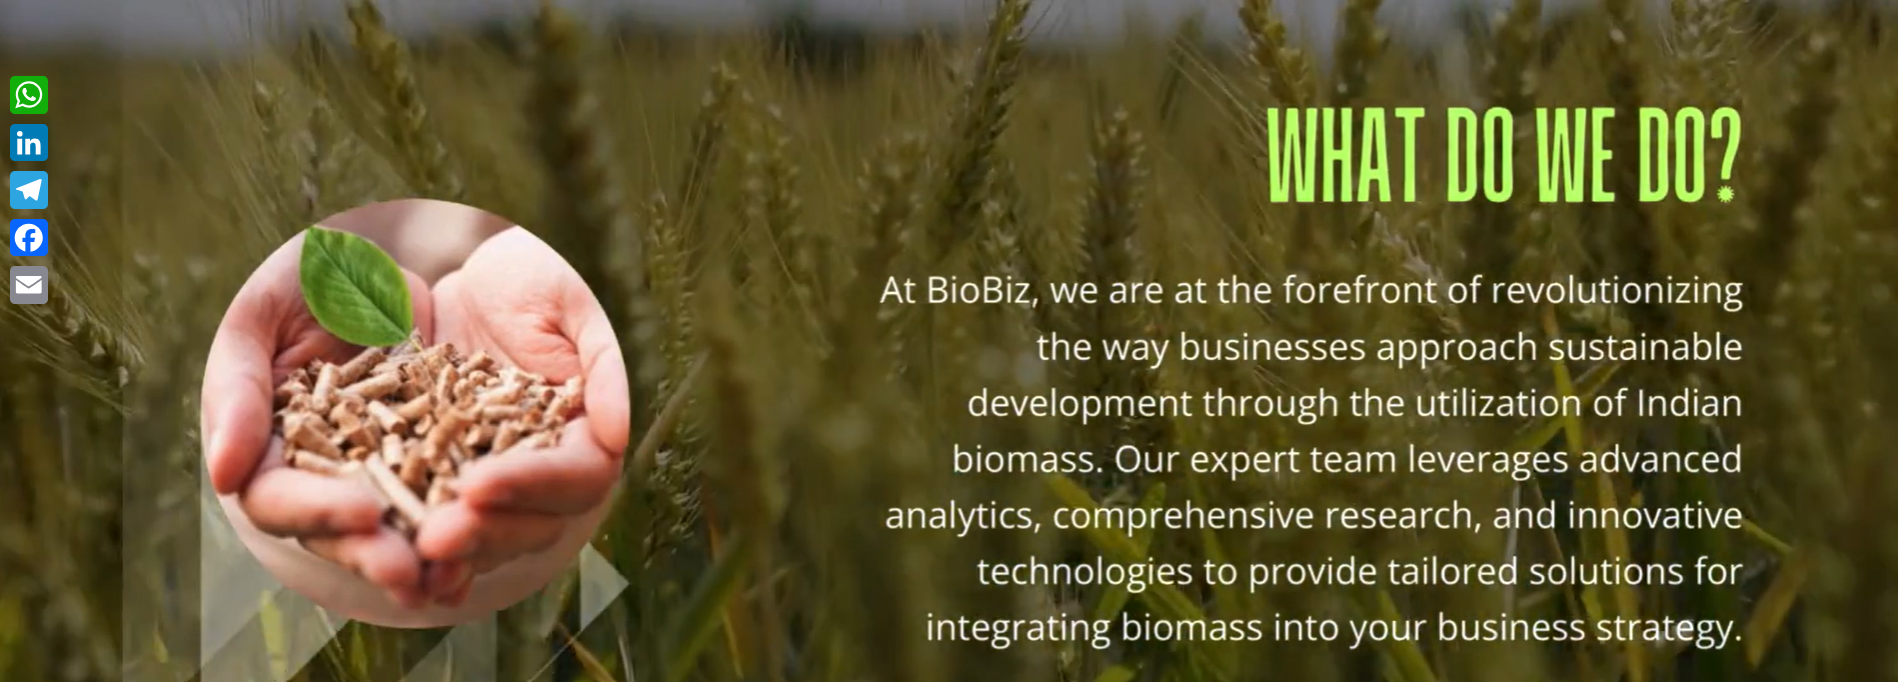 WHAT DO WE DO?
At BioBiz, we are at the forefront of revolutionizing
the way businesses approach sustainable
development through the utilization of Indian
biomass. Our expert team leverages advanced
analytics, comprehensive research, and innovative
technologies to provide tailored solutions for
integrating biomass into your business strategy.
in